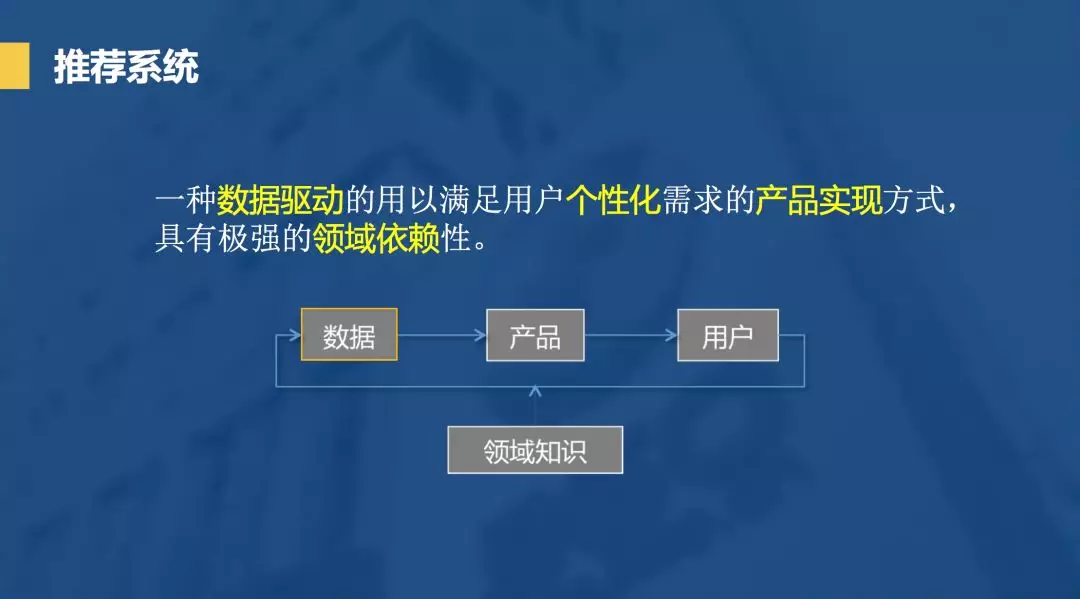 推荐系统
一种数据驱动的用以满足用户个性化需求的产品实现方式，
具有极强的领域依赖性。
数据
产品
用户
领域知识